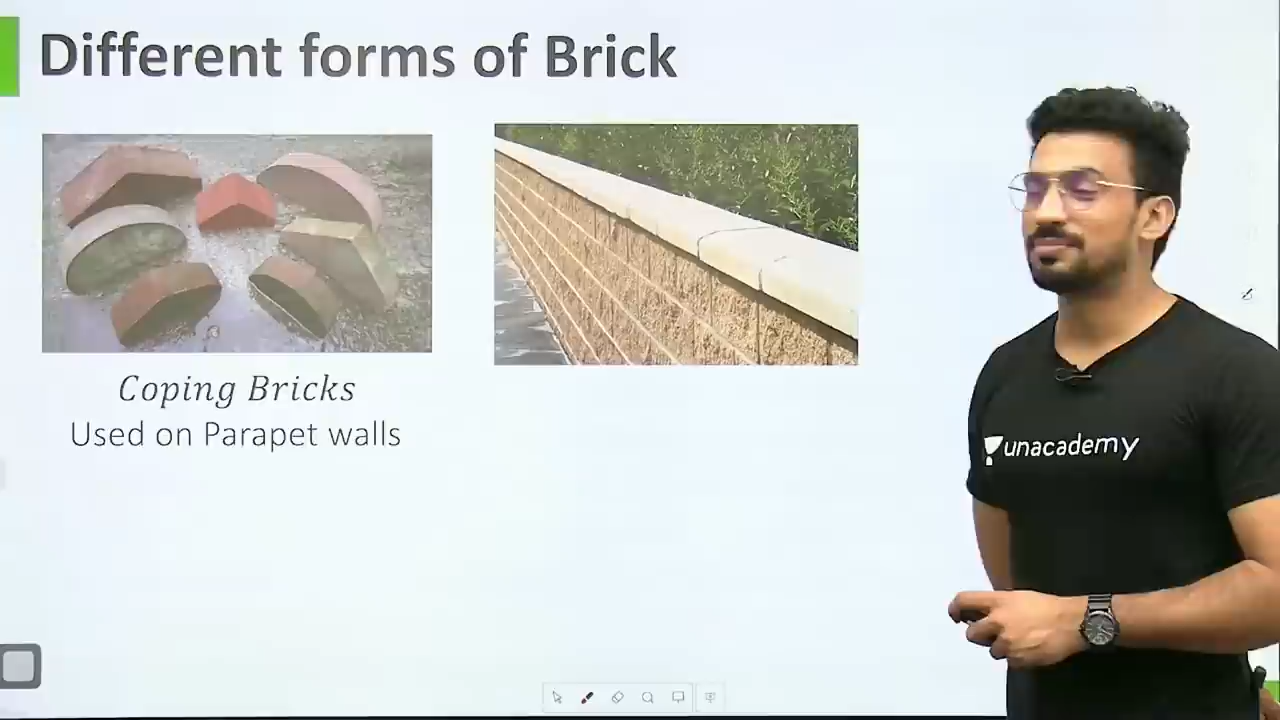 Different forms of Brick
Coping Bricks
Used on Parapet walls
unacademy